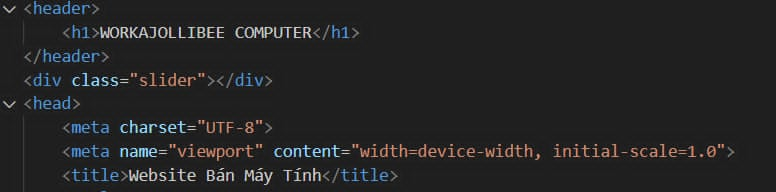 <header>
<h1>WORKAJOLLIBEE COMPUTER</h1>
</header>
<div class="slider"></div>
<head>
<meta charset="UTF-8">
<meta name="viewport" content="width=device-width, initial-scale=1.0">
<title>Website Bán Máy Tính</title>